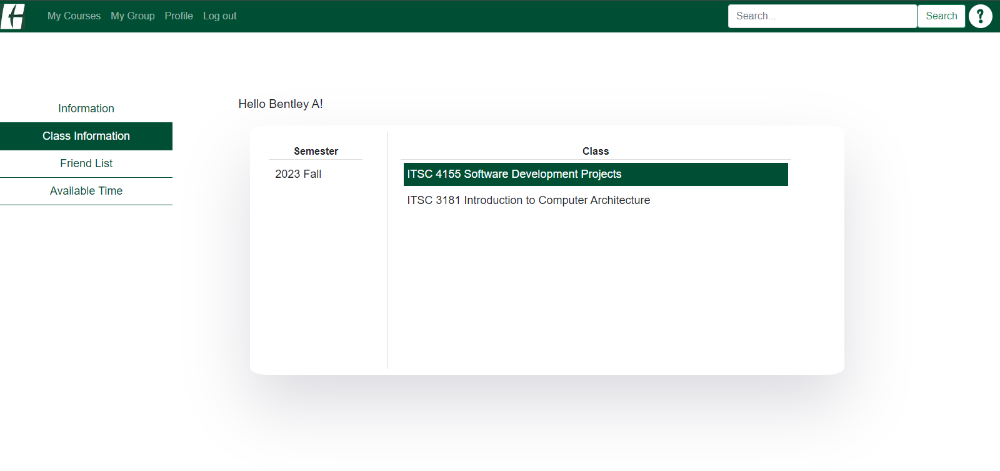 My Courses My Group Profile Log out Search... Search ?
Information
Class Information
Friend List
Available Time
Hello Bentley A!
Semester Class
2023 Fall ITSC 4155 Software Development Projects
ITSC 3181 Introduction to Computer Architecture